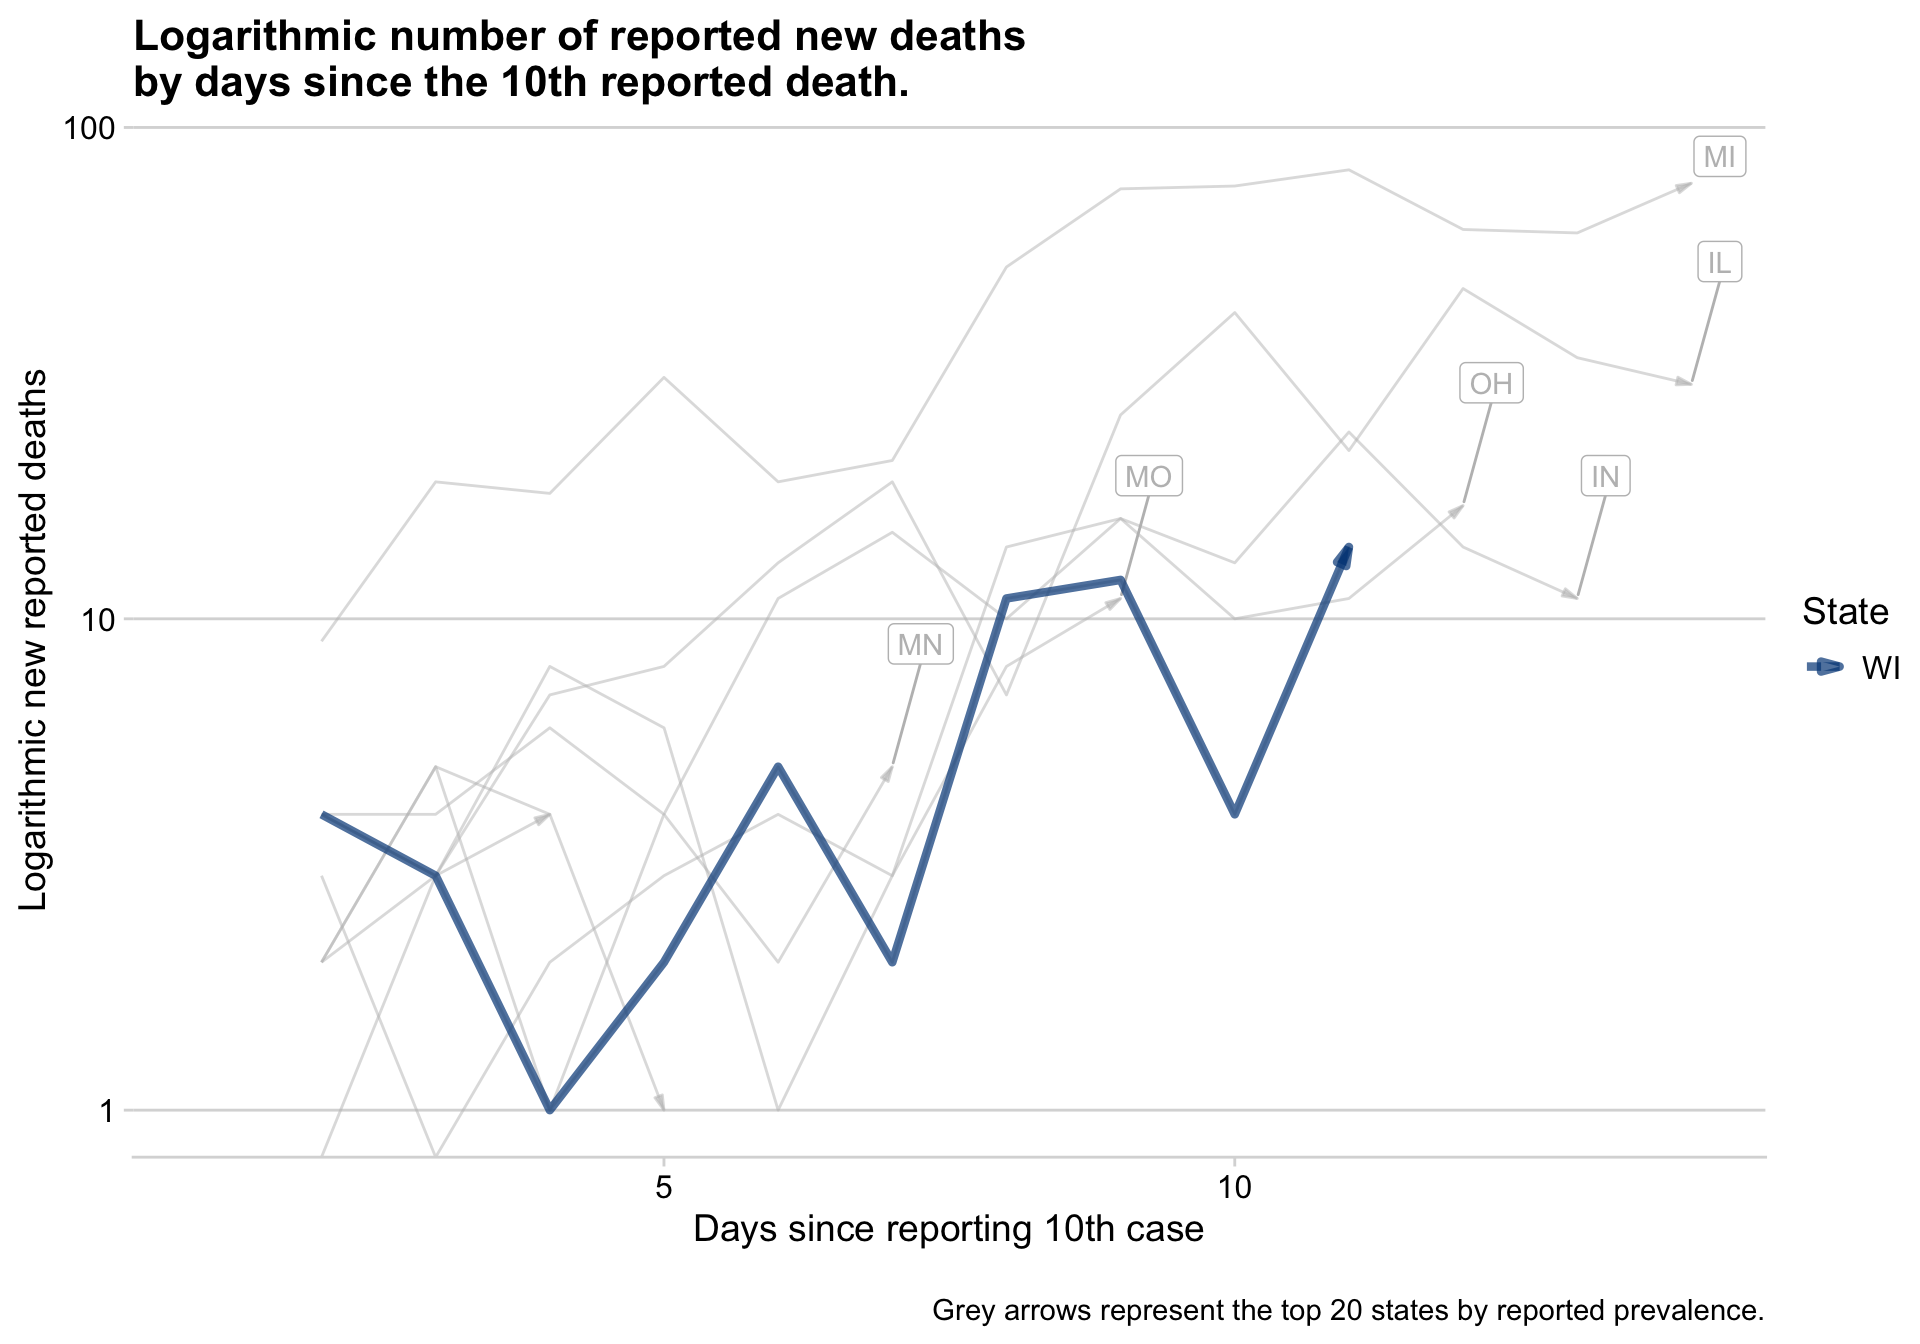 Logarithmic number of reported new deaths
by days since the 10th reported death.
100
MI
IL
OH
MO
IN
10
MN
1
Logarithmic new reported deaths
State
WI
5
10
Days since reporting 10th case
Grey arrows represent the top 20 states by reported prevalence.